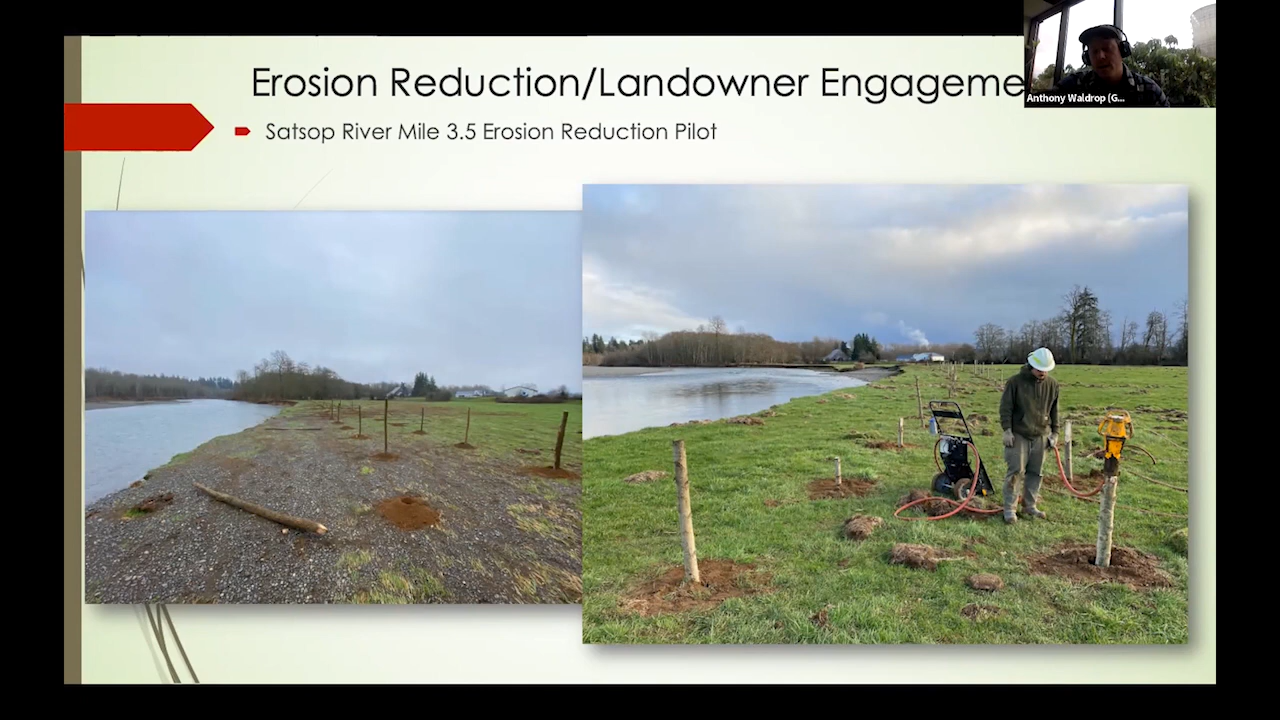 Erosion Reduction/Landowner Engageme
Anthony Waldrop (G...
Satsop River Mile 3.5 Erosion Reduction Pilot